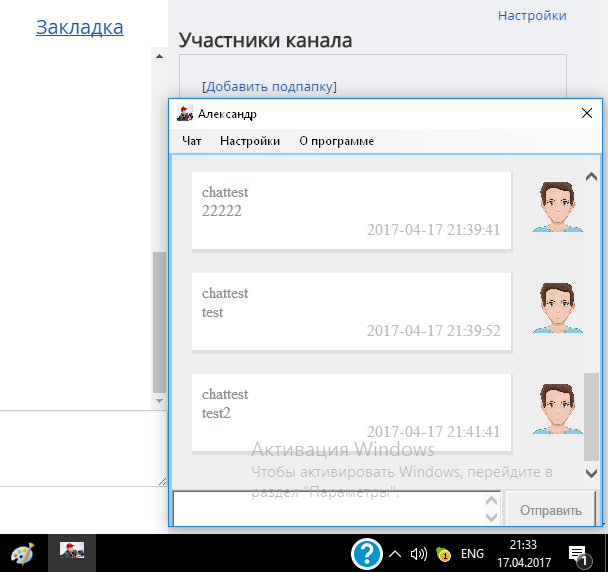 Настройки
Закладка
Участники канала
[Добавить подпапку]
Александр
Чат Настройки О программе
chattest
22222
2017-04-17 21:39:41
chattest
test
2017-04-17 21:39:52
chattest
test2
2017-04-17 21:41:41
Активация Windows
Чтобы активировать Windows, перейдите в
раздел "Параметры".
Отправить
? 1 ENG 21:33
17.04.2017 1